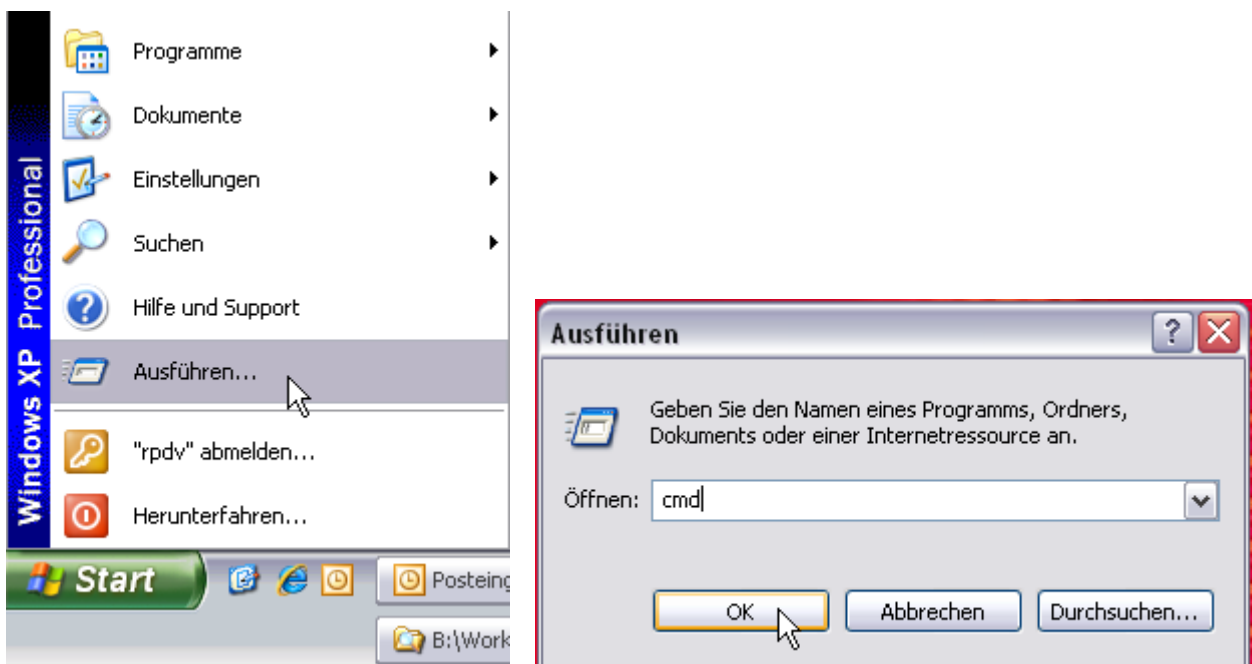 Windows XP Professional
Programme
Dokumente
Einstellungen
Suchen
Hilfe und Support
Ausführen...
"rpdv" abmelden...
Herunterfahren...
Start
Posteing
B:\Work
Ausführen
Geben Sie den Namen eines Programms, Ordners,
Dokuments oder einer Internetressource an.
Öffnen: cmd
OK Abbrechen Durchsuchen...